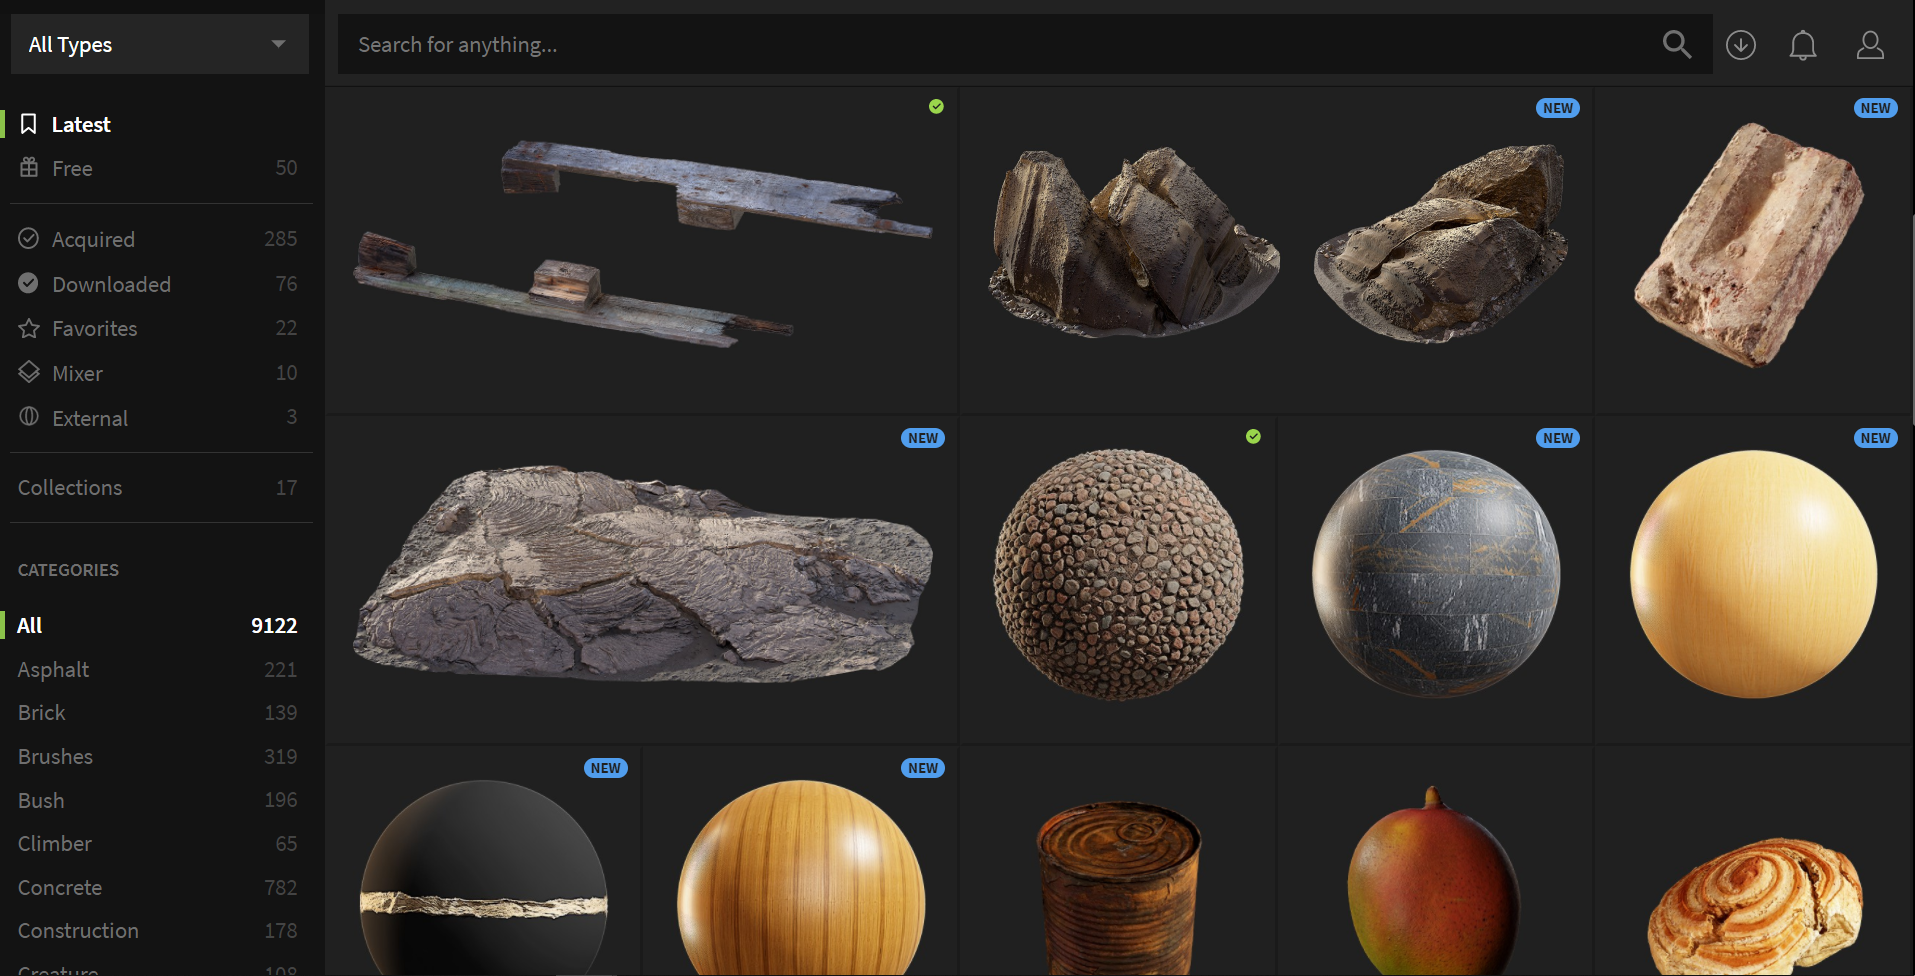 All Types
Search for anything...
Latest
Free 50
Acquired 285
Downloaded 76
Favorites 22
Mixer 10
External 3
Collections 17
CATEGORIES
All 9122
Asphalt 221
Brick 139
Brushes 319
Bush 196
Climber 65
Concrete 782
Construction 178
Creature 108
NEW
NEW
NEW
NEW
NEW
NEW
NEW